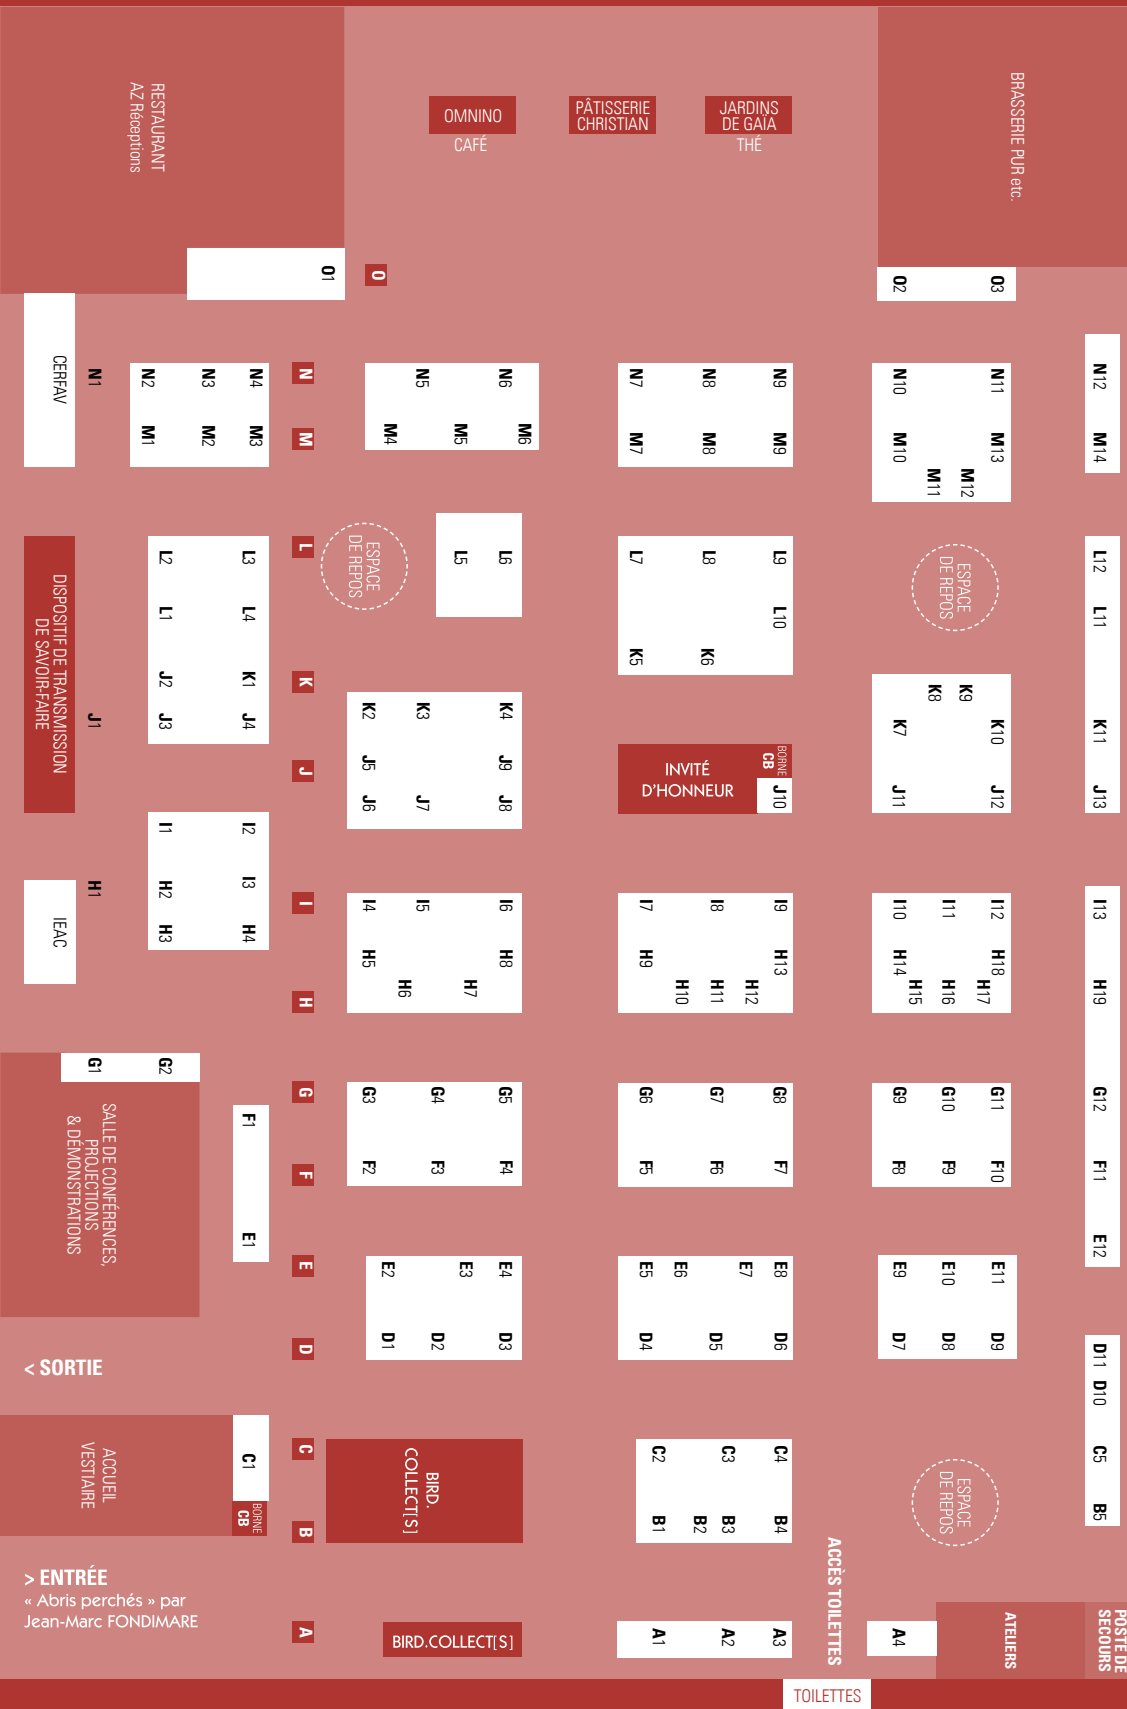 RESTAURANT
AZ Réceptions
OMNINO
CAFÉ
PÂTISSERIE
CHRISTIAN
JARDINS
DE GAÏA
THÉ
BRASSERIE PUR etc.
O1
O
O2
O3
CERFAV
N1
N2
N3
N4
N
N5
N6
N7
N8
N9
N10
N11
N12
M1
M2
M3
M
M4
M5
M6
M7
M8
M9
M10
M11
M12
M13
M14
DISPOSITIF DE TRANSMISSION
DE SAVOIR-FAIRE
L2
L3
L
ESPACE
DE REPOS
L5
L6
L7
L8
L9
ESPACE
DE REPOS
L12
L1
L4
L10
L11
J2
K1
K
K5
K6
K8
K9
J1
J3
J4
K2
K3
K4
K7
K10
K11
J
J5
J9
INVITÉ
D'HONNEUR
BORNE
CB
J10
J6
J7
J8
J11
J12
J13
I1
I2
IEAC
H1
H2
I3
H3
H4
I
I4
I5
I6
I7
I8
I9
I10
I11
I12
I13
H5
H8
H9
H13
H14
H18
H
H6
H7
H10
H11
H12
H15
H16
H17
H19
G1
G2
SALLE DE CONFÉRENCES,
PROJECTIONS
& DÉMONSTRATIONS
F1
E1
G
G3
G4
G5
G6
G7
G8
G9
G10
G11
G12
F
F2
F3
F4
F5
F6
F7
F8
F9
F10
F11
E12
E
E2
E3
E4
E5
E6
E7
E8
E9
E10
E11
D
D1
D2
D3
D4
D5
D6
D7
D8
D9
D11
D10
< SORTIE
ACCUEIL
VESTIAIRE
C1
BORNE
CB
C
BIRD.
COLLECT[S]
C2
C3
C4
ESPACE
DE REPOS
C5
B
B1
B2
B3
B4
B5
> ENTRÉE
« Abris perchés » par
Jean-Marc FONDIMARE
A
BIRD.COLLECT[S]
A1
A2
A3
ACCÈS TOILETTES
A4
ATELIERS
POSTE DE
SECOURS
TOILETTES